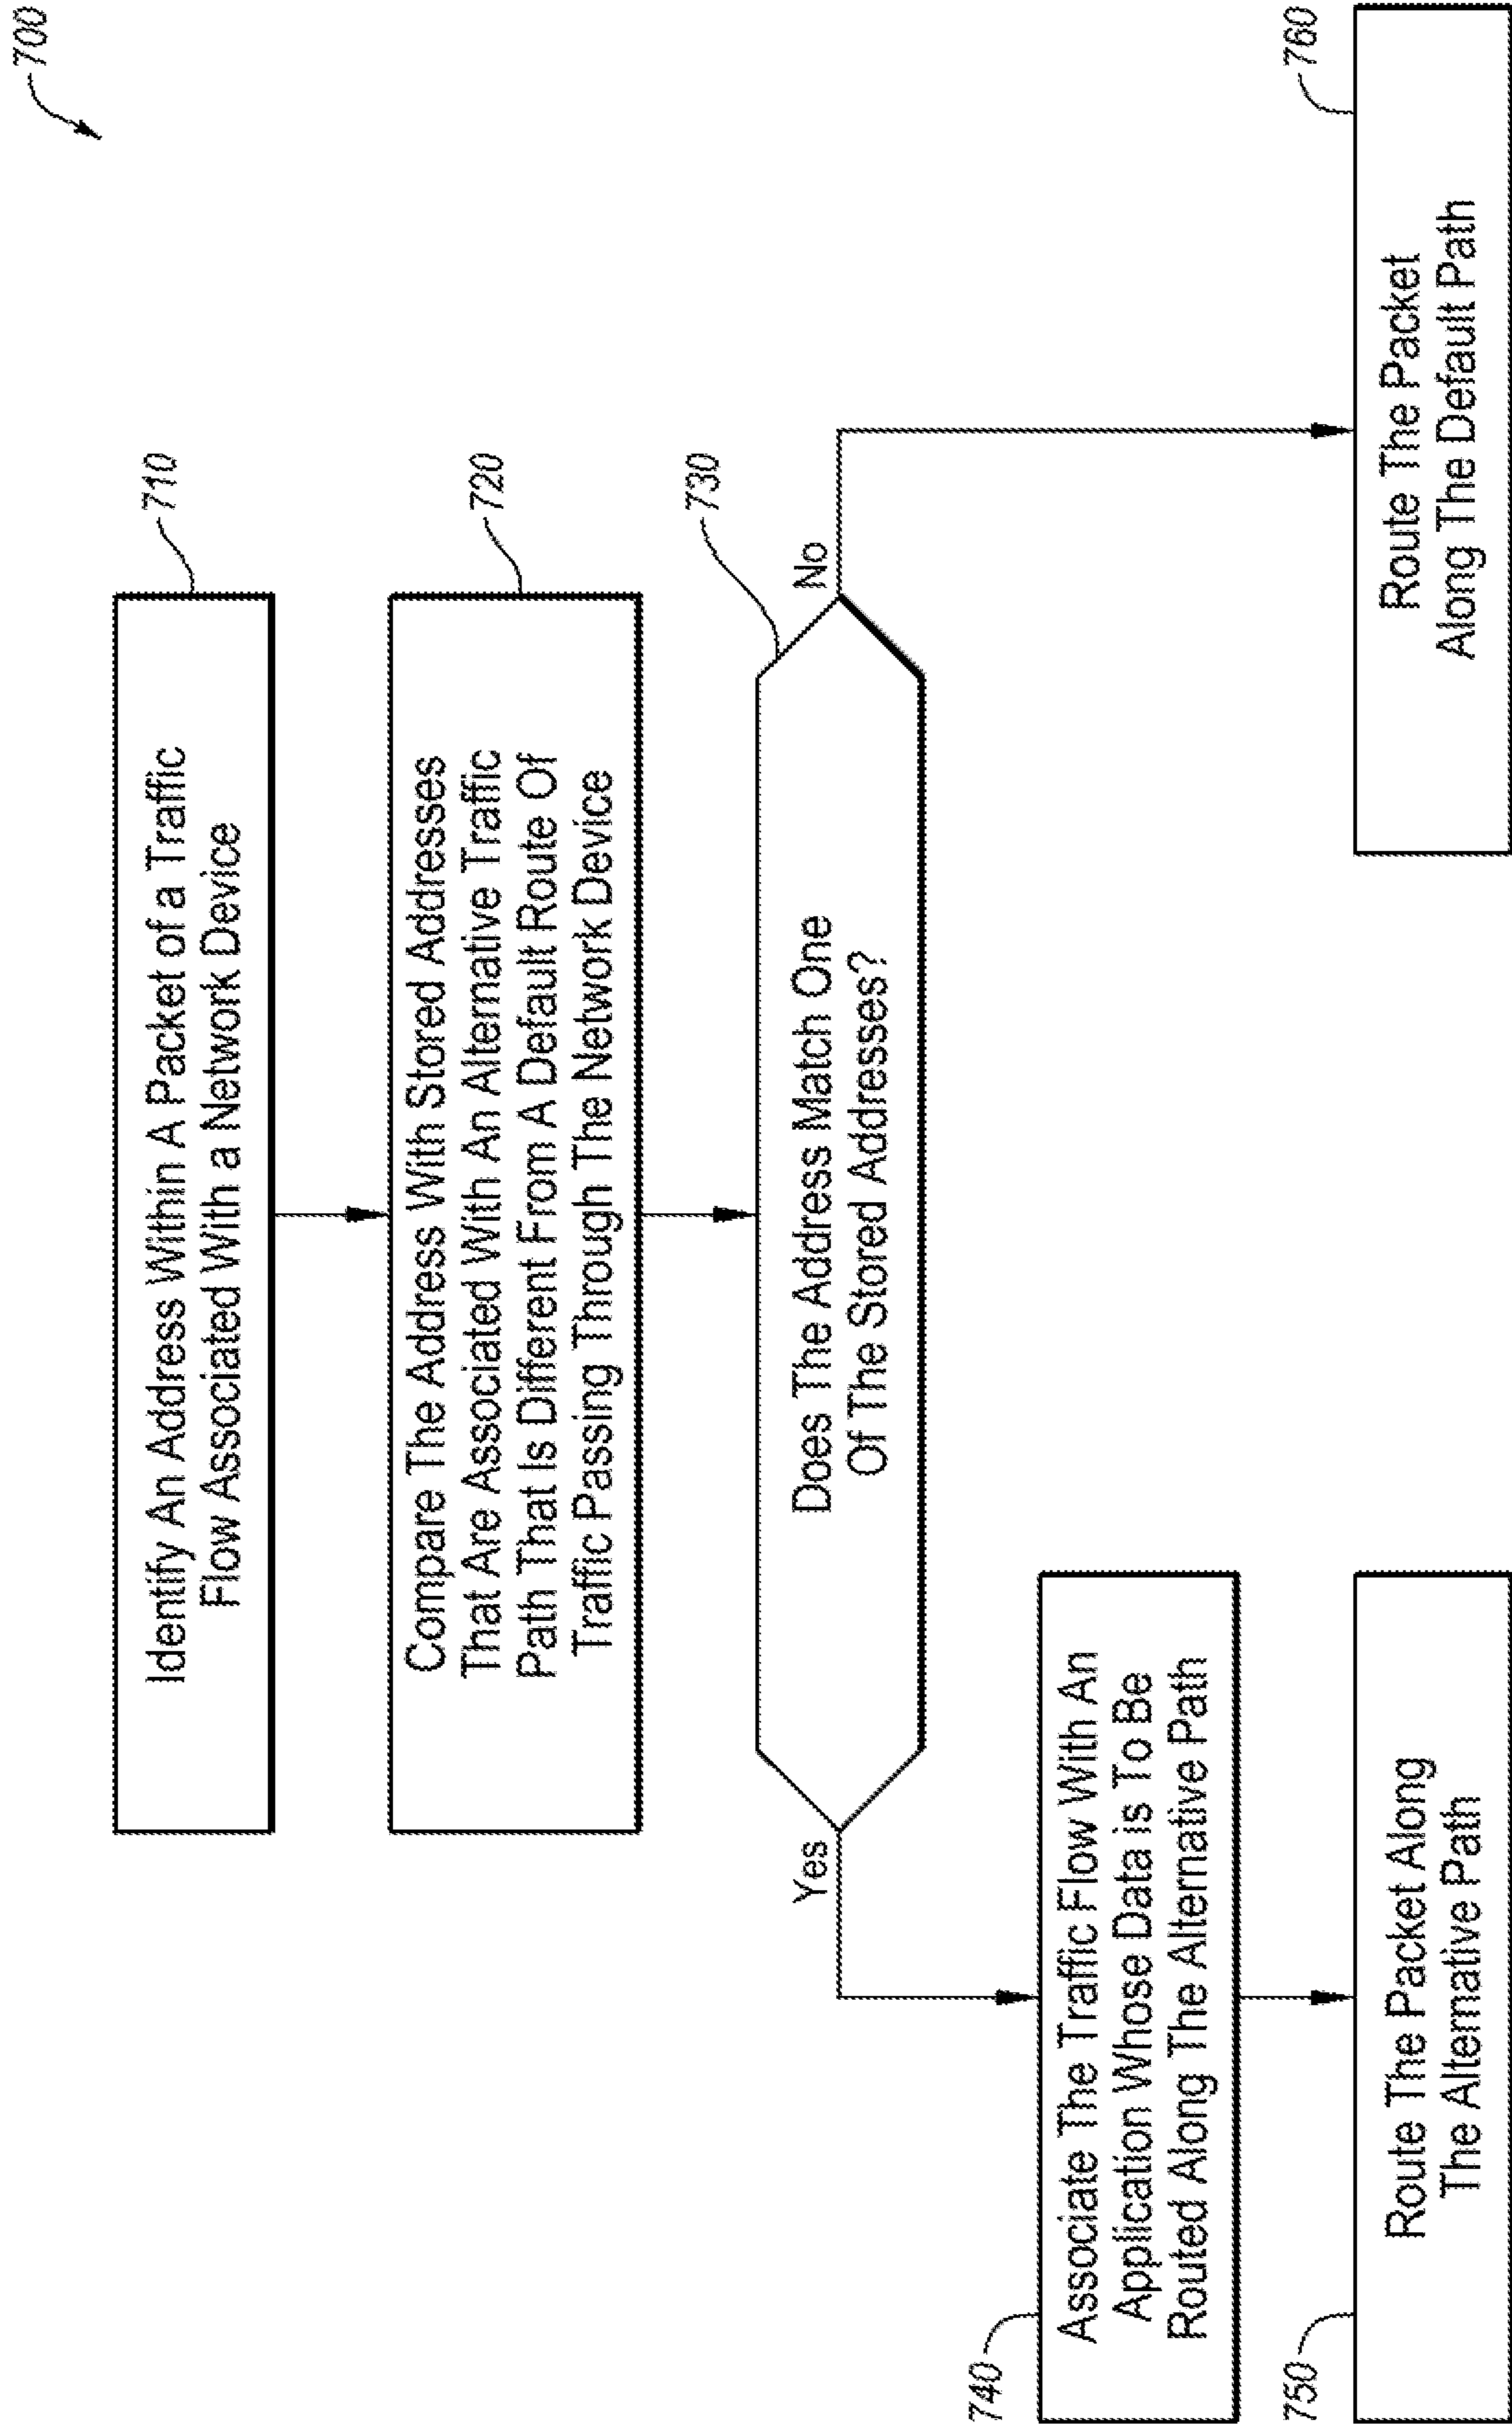 700
710
Identify An Address Within A Packet of a Traffic
Flow Associated With a Network Device
720
Compare The Address With Stored Addresses
That Are Associated With An Alternative Traffic
Path That Is Different From A Default Route Of
Traffic Passing Through The Network Device
730
Does The Address Match One
Of The Stored Addresses?
Yes
No
740
Associate The Traffic Flow With An
Application Whose Data is To Be
Routed Along The Alternative Path
750
Route The Packet Along
The Alternative Path
760
Route The Packet
Along The Default Path